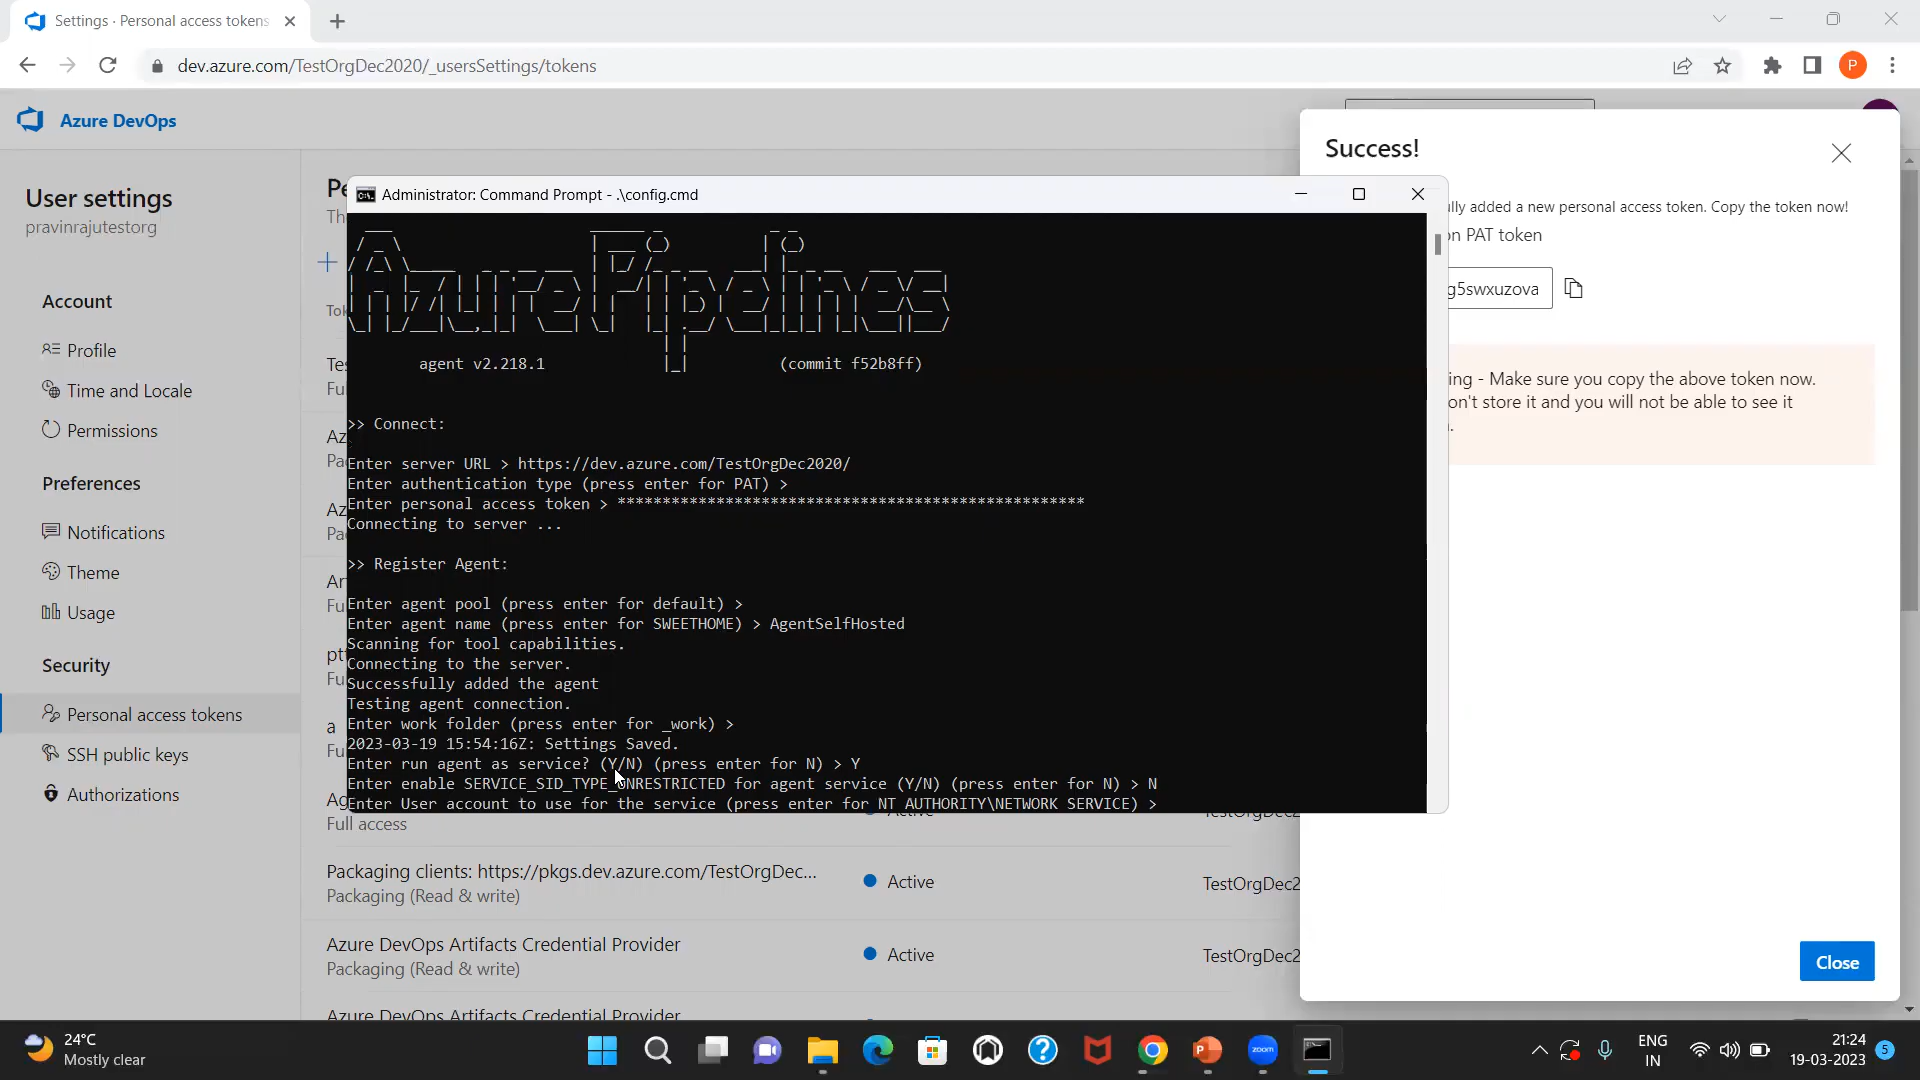 Settings · Personal access tokens
dev.azure.com/TestOrgDec2020/_usersSettings/tokens
P
Azure DevOps
User settings
pravinrajutestorg
Account
Profile
Time and Locale
Permissions
Preferences
Notifications
Theme
Usage
Security
Personal access tokens
SSH public keys
Authorizations
Administrator: Command Prompt - .\config.cmd
AzurePipelines
agent v2.218.1 (commit f52b8ff)
>> Connect:
Enter server URL > https://dev.azure.com/TestOrgDec2020/
Enter authentication type (press enter for PAT) >
Enter personal access token > ****************************************************
Connecting to server ...
>> Register Agent:
Enter agent pool (press enter for default) >
Enter agent name (press enter for SWEETHOME) > AgentSelfHosted
Scanning for tool capabilities.
Connecting to the server.
Successfully added the agent
Testing agent connection.
Enter work folder (press enter for _work) >
2023-03-19 15:54:16Z: Settings Saved.
Enter run agent as service? (Y/N) (press enter for N) > Y
Enter enable SERVICE_SID_TYPE_UNRESTRICTED for agent service (Y/N) (press enter for N) > N
Enter User account to use for the service (press enter for NT AUTHORITY\NETWORK SERVICE) >
Full access
Packaging clients: https://pkgs.dev.azure.com/TestOrgDec...
Active
TestOrgDec2
Packaging (Read & write)
Azure DevOps Artifacts Credential Provider
Active
TestOrgDec2
Packaging (Read & write)
Azure DevOps Artifacts Credential Provider
Success!
lly added a new personal access token. Copy the token now!
on PAT token
g5swxuzova
ing - Make sure you copy the above token now.
on't store it and you will not be able to see it
Close
24°C
Mostly clear
zoom
ENG
IN
21:24
19-03-2023
5